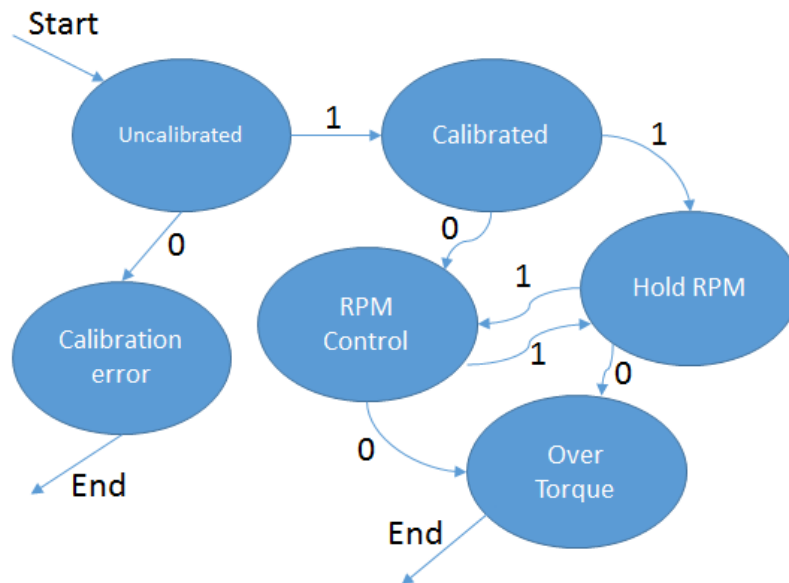 Start
Uncalibrated
1
Calibrated
1
0
0
Calibration
error
End
RPM
Control
1
1
Hold RPM
0
0
Over
Torque
End